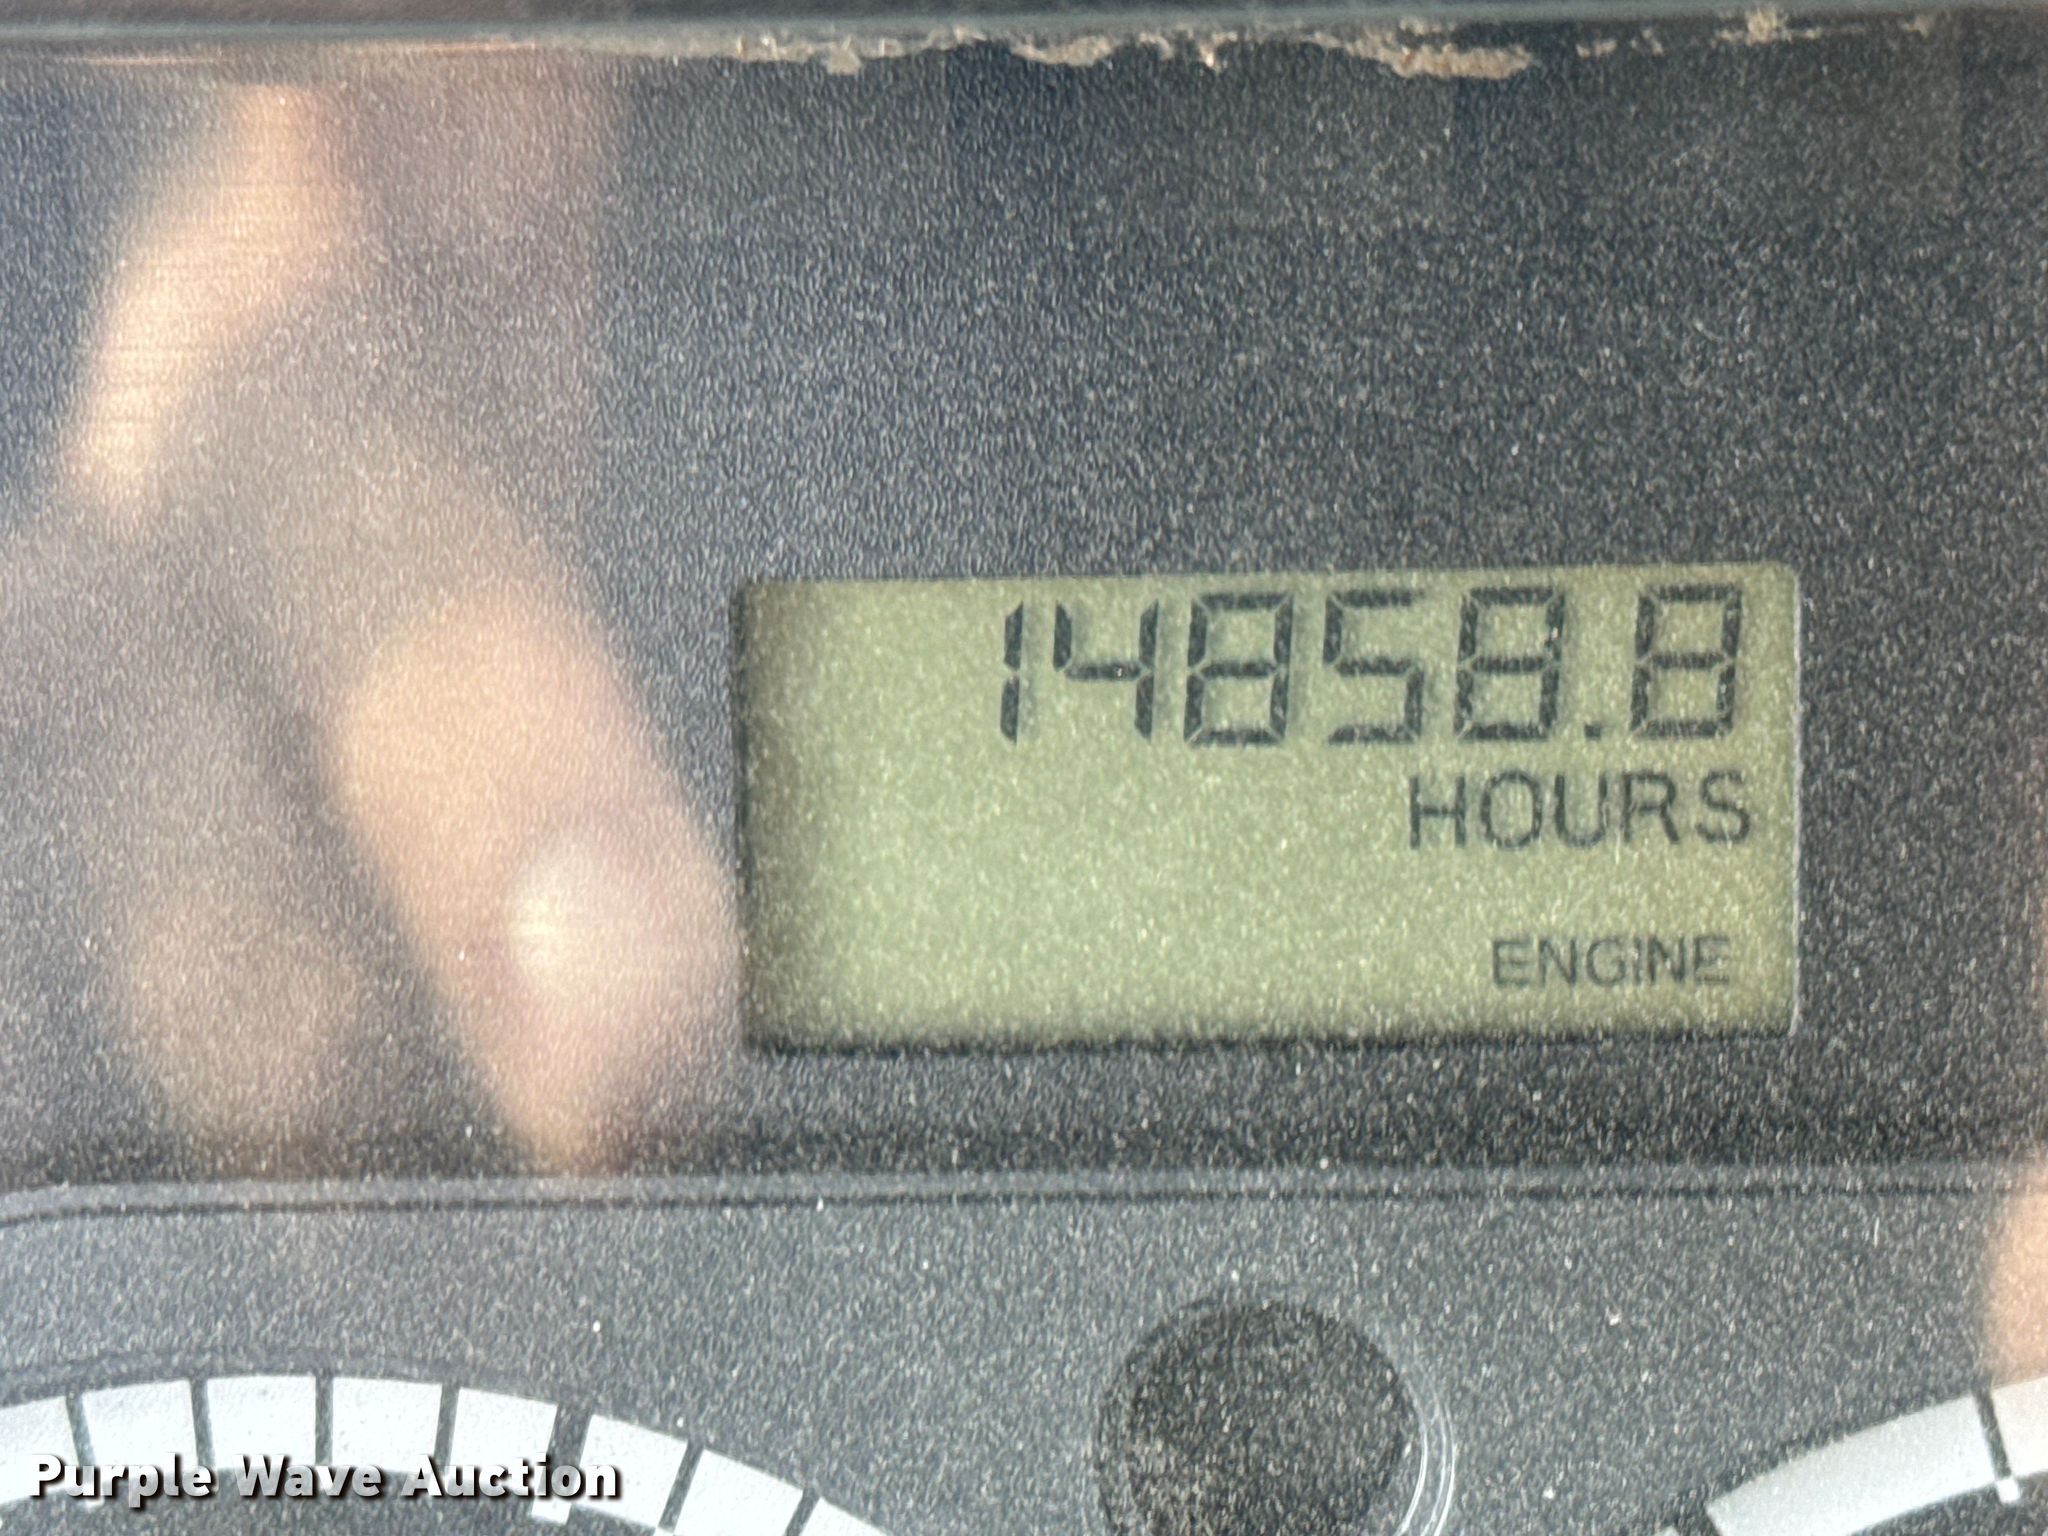 14858.8
HOURS
ENGINE
Purple Wave Auction